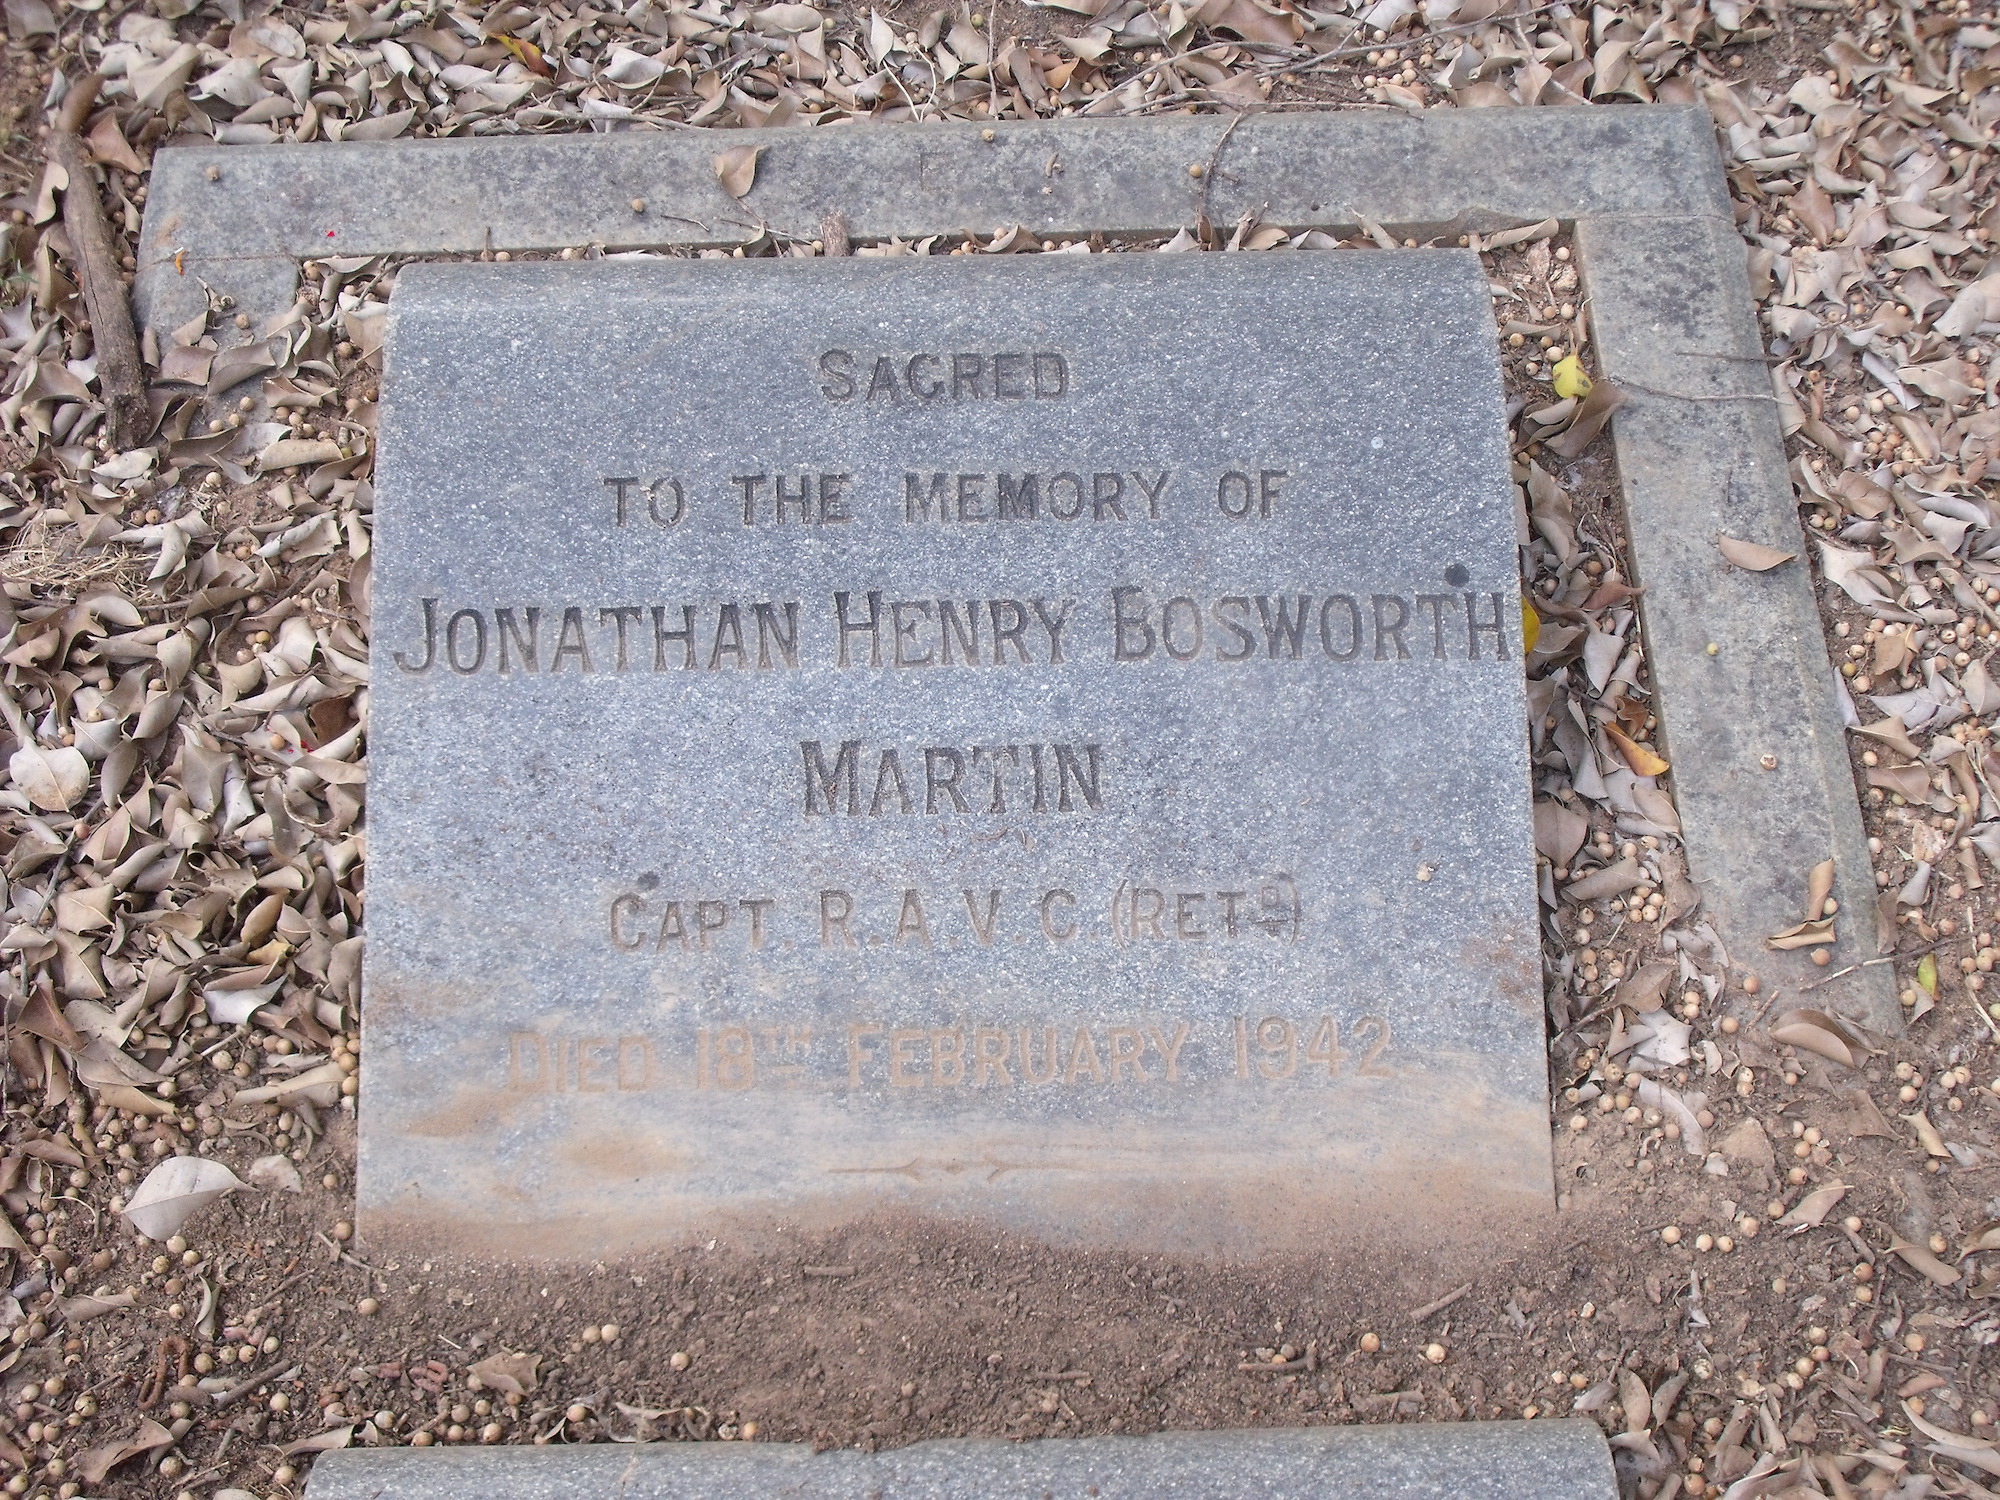 SACRED
TO THE MEMORY OF
JONATHAN HENRY BOSWORTH
MARTIN
CAPT. R.A.V.C. (RETD)
DIED 18TH FEBRUARY 1942